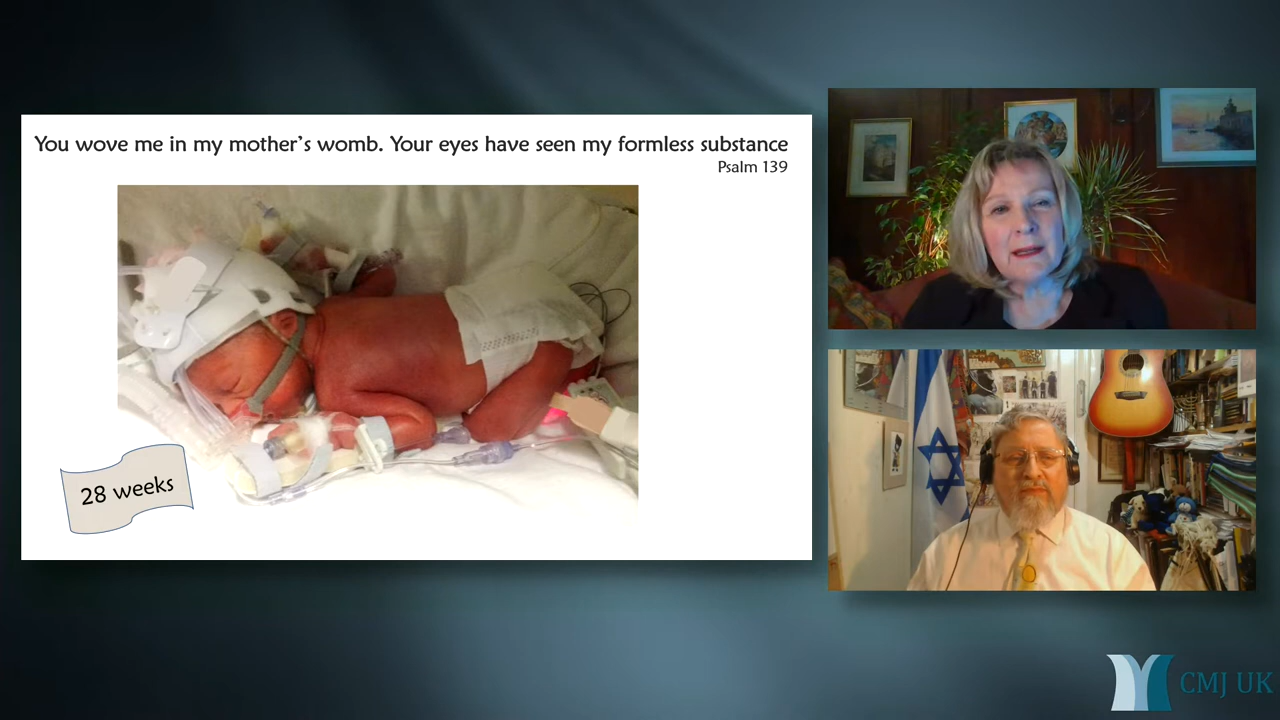 You wove me in my mother's womb. Your eyes have seen my formless substance
Psalm 139
28 weeks
CMJ UK